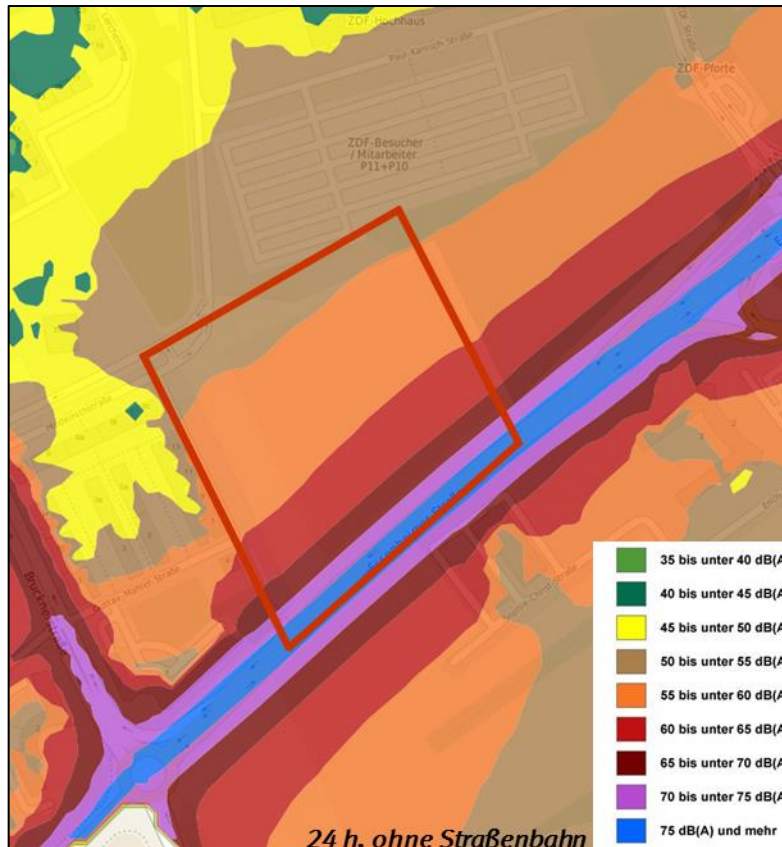 ZDF-Hochhaus
Lerchenweg
ZDF-Pforte
ZDF-Besucher
/ Mitarbeiter
P11+P10
35 bis unter 40 dB(A
40 bis unter 45 dB(A
45 bis unter 50 dB(A
50 bis unter 55 dB(A
55 bis unter 60 dB(A
60 bis unter 65 dB(A
65 bis unter 70 dB(A
70 bis unter 75 dB(A
75 dB(A) und mehr
Gustav-Mahler-Straße
24 h, ohne Straßenbahn